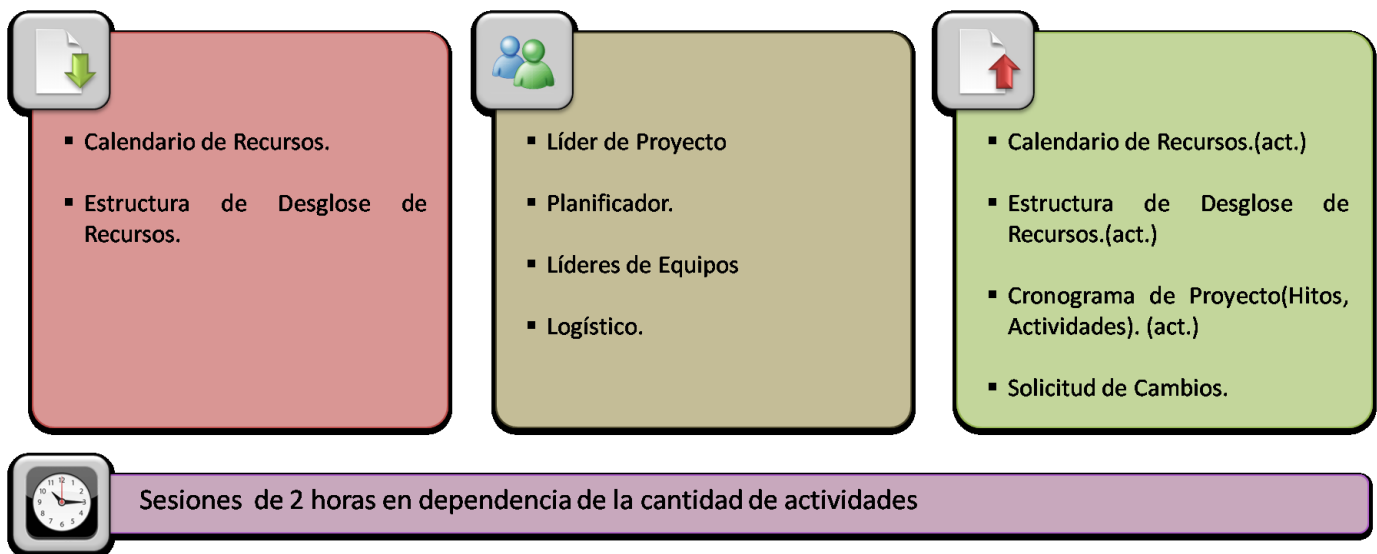 Calendario de Recursos.
Estructura de Desglose de
Recursos.
Líder de Proyecto
Planificador.
Líderes de Equipos
Logístico.
Calendario de Recursos.(act.)
Estructura de Desglose de
Recursos.(act.)
Cronograma de Proyecto(Hitos,
Actividades). (act.)
Solicitud de Cambios.
Sesiones de 2 horas en dependencia de la cantidad de actividades